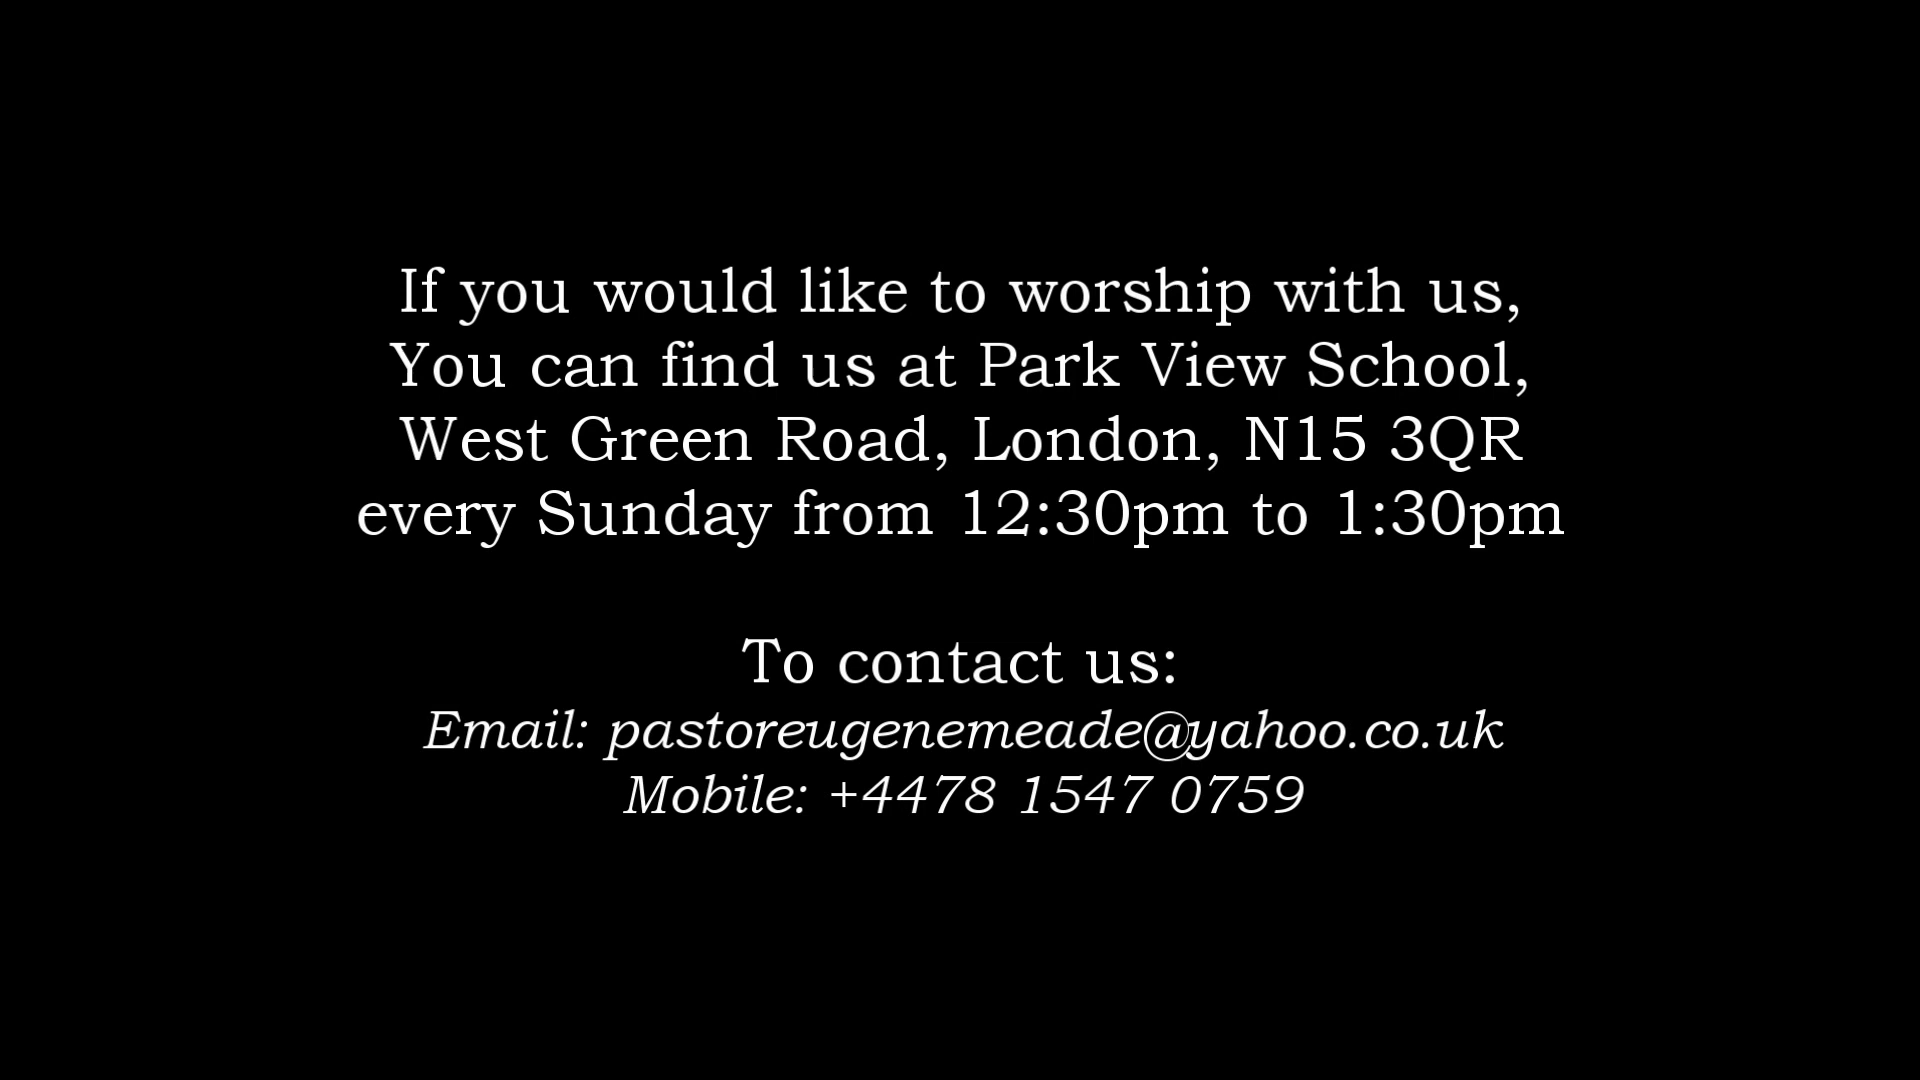 If you would like to worship with us,
You can find us at Park View School,
West Green Road, London, N15 3QR
every Sunday from 12:30pm to 1:30pm
To contact us:
Email: pastoreugenemeade@yahoo.co.uk
Mobile: +4478 1547 0759